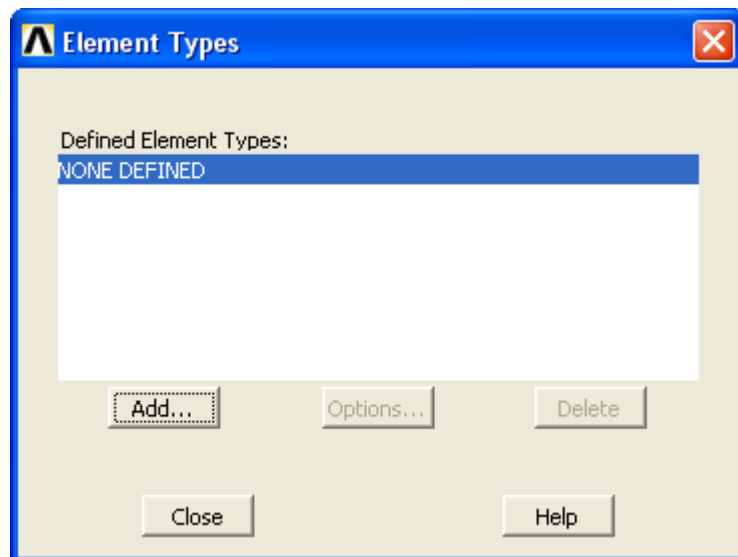 Element Types
Defined Element Types:
NONE DEFINED
Add... Options... Delete
Close Help